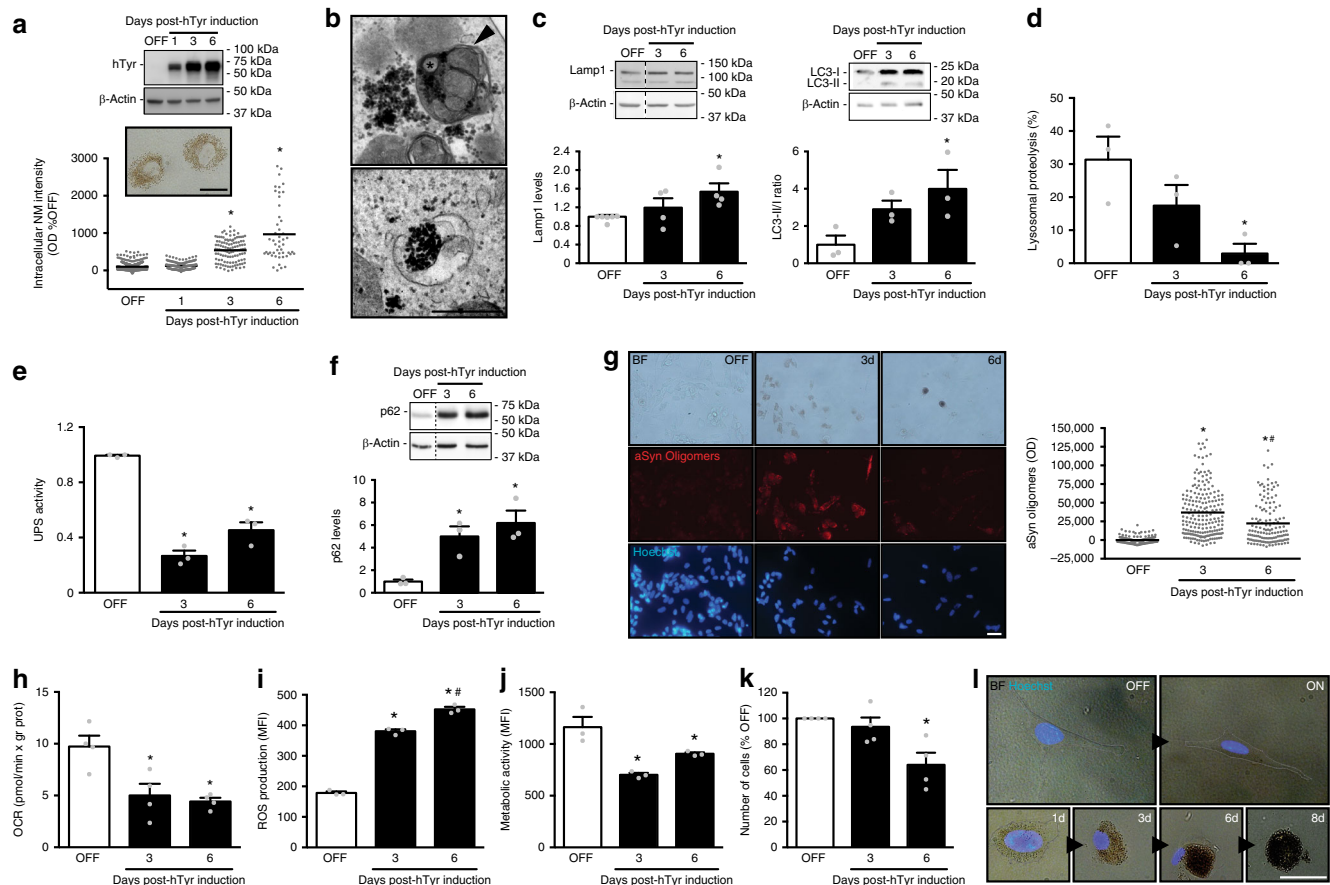 a
Days post-hTyr induction
OFF 1 3 6
hTyr
- 100 kDa
- 75 kDa
- 50 kDa
β-Actin
- 50 kDa
- 37 kDa
Intracellular NM intensity
(OD %OFF)
3000
2000
1000
0
*
*
OFF 1 3 6
Days post-hTyr induction
b
*
c
Days post-hTyr induction
OFF 3 6
Lamp1
- 150 kDa
- 100 kDa
β-Actin
- 50 kDa
- 37 kDa
Lamp1 levels
2.4
2.0
1.6
1.2
0.8
0.4
*
OFF 3 6
Days post-hTyr induction
Days post-hTyr induction
OFF 3 6
LC3-I
LC3-II
- 25 kDa
- 20 kDa
β-Actin
- 50 kDa
- 37 kDa
LC3-II/I ratio
6
4
2
0
*
OFF 3 6
Days post-hTyr induction
d
Lysosomal proteolysis (%)
50
40
30
20
10
0
*
OFF 3 6
Days post-hTyr induction
e
UPS activity
1.2
0.8
0.4
0
*
*
OFF 3 6
Days post-hTyr induction
f
Days post-hTyr induction
OFF 3 6
p62
- 75 kDa
- 50 kDa
β-Actin
- 50 kDa
- 37 kDa
p62 levels
10
8
6
4
2
0
*
*
OFF 3 6
Days post-hTyr induction
g
BF OFF 3d 6d
aSyn Oligomers
Hoechst
aSyn oligomers (OD)
150,000
125,000
100,000
75,000
50,000
25,000
0
−25,000
*
* #
OFF 3 6
Days post-hTyr induction
h
OCR (pmol/min x gr prot)
15
10
5
0
*
*
OFF 3 6
Days post-hTyr induction
i
ROS production (MFI)
500
400
300
200
100
0
*
* #
OFF 3 6
Days post-hTyr induction
j
Metabolic activity (MFI)
1500
1000
500
0
*
*
OFF 3 6
Days post-hTyr induction
k
Number of cells (% OFF)
120
100
80
60
40
20
0
*
OFF 3 6
Days post-hTyr induction
l
BF Hoechst OFF ON
1d 3d 6d 8d